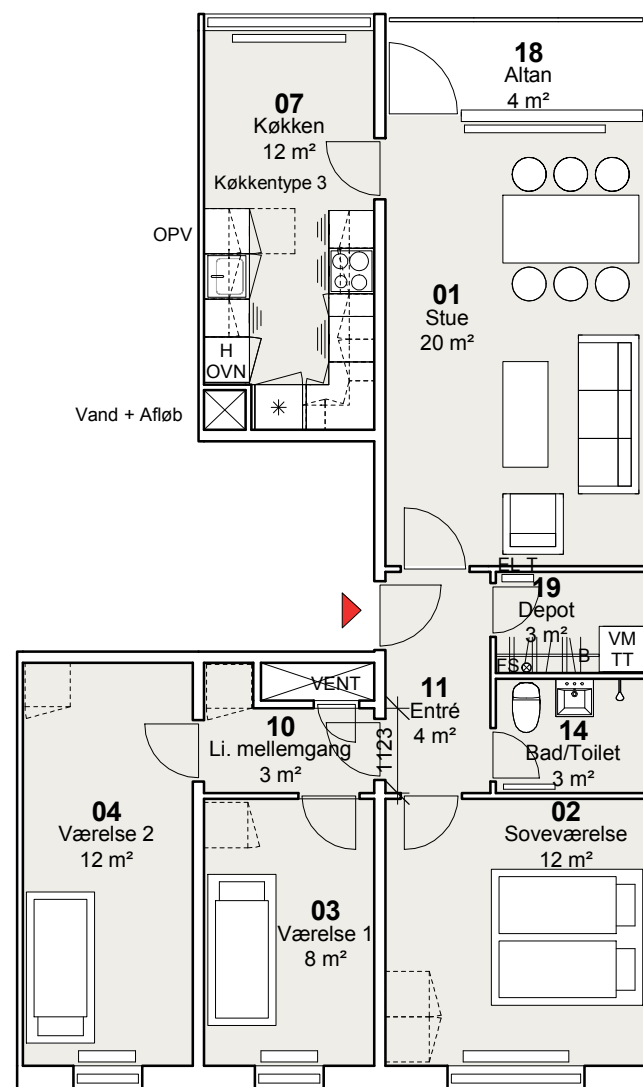 18
Altan
4 m²
07
Køkken
12 m²
Køkkentype 3
OPV
01
Stue
20 m²
H
OVN
Vand + Afløb
EL T
19
Depot
3 m²
VM
TT
B
FS
VENT
11
Entré
4 m²
1123
10
Li. mellemgang
3 m²
14
Bad/Toilet
3 m²
04
Værelse 2
12 m²
02
Soveværelse
12 m²
03
Værelse 1
8 m²